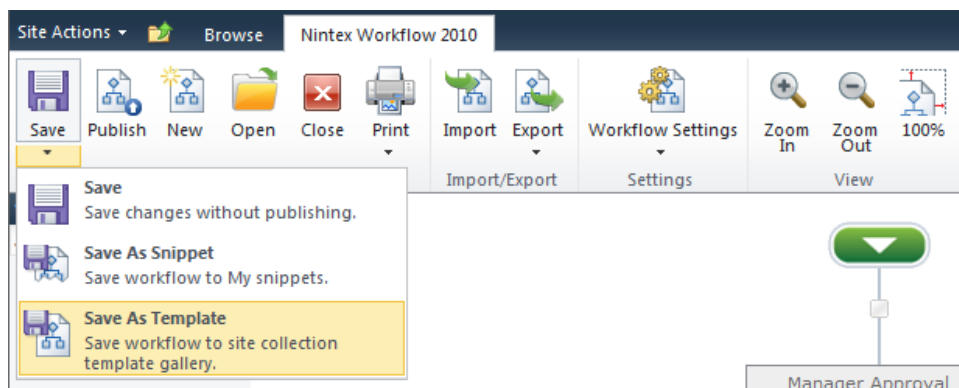 Site Actions
Browse
Nintex Workflow 2010
Save
Publish
New
Open
Close
Print
Import
Export
Workflow Settings
Zoom
In
Zoom
Out
100%
Import/Export
Settings
View
Save
Save changes without publishing.
Save As Snippet
Save workflow to My snippets.
Save As Template
Save workflow to site collection
template gallery.
Manager Approval